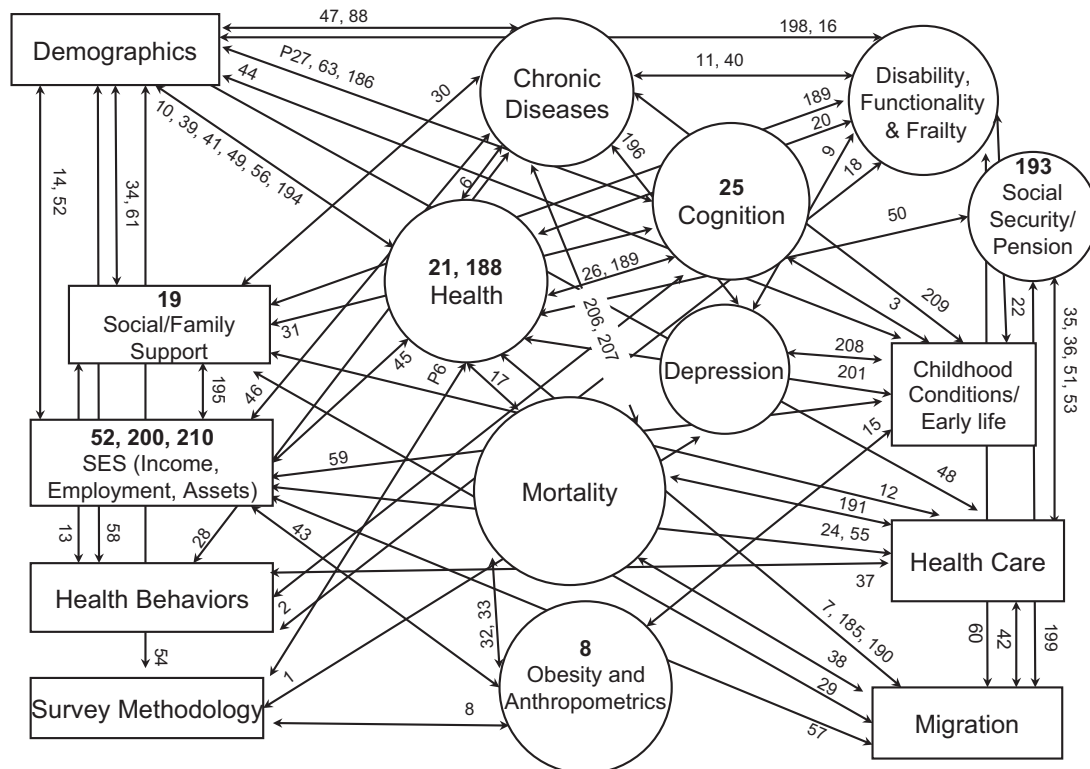 47, 88
Demographics
P27, 63, 186
44
198, 16
11, 40
Chronic
Diseases
Disability,
Functionality
& Frailty
30
189
20
9
18
196
6
10, 39, 41, 49, 56, 194
14, 52
34, 61
193
Social
Security/
Pension
25
Cognition
50
21, 188
Health
26, 189
209
3
22
35, 36, 51, 53
19
Social/Family
Support
31
206, 207
45
P6
17
Depression
208
201
Childhood
Conditions/
Early life
195
46
15
52, 200, 210
SES (Income,
Employment, Assets)
59
Mortality
48
12
191
24, 55
13
58
28
43
Health Care
Health Behaviors
37
2
32, 33
7, 185, 190
60
42
199
54
1
38
29
8
Obesity and
Anthropometrics
Survey Methodology
8
57
Migration